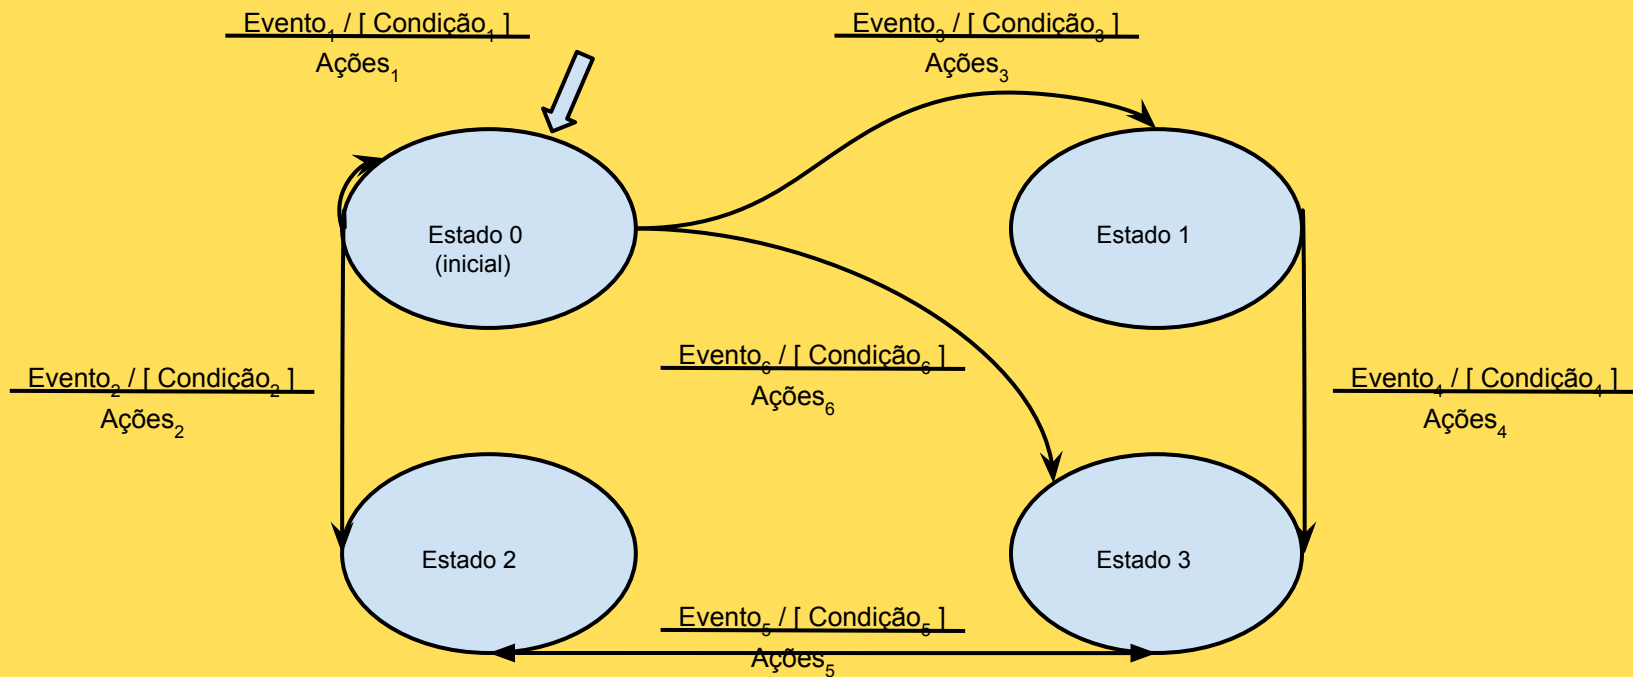 Evento₁ / [ Condição₁ ]
Ações₁
Evento₃ / [ Condição₃ ]
Ações₃
Estado 0
(inicial)
Estado 1
Evento₂ / [ Condição₂ ]
Ações₂
Evento₆ / [ Condição₆ ]
Ações₆
Evento₄ / [ Condição₄ ]
Ações₄
Estado 2
Estado 3
Evento₅ / [ Condição₅ ]
Ações₅